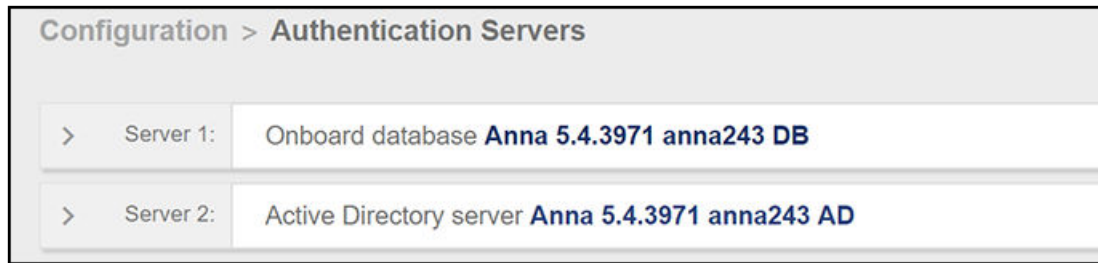 Configuration > Authentication Servers
> Server 1: Onboard database Anna 5.4.3971 anna243 DB
> Server 2: Active Directory server Anna 5.4.3971 anna243 AD